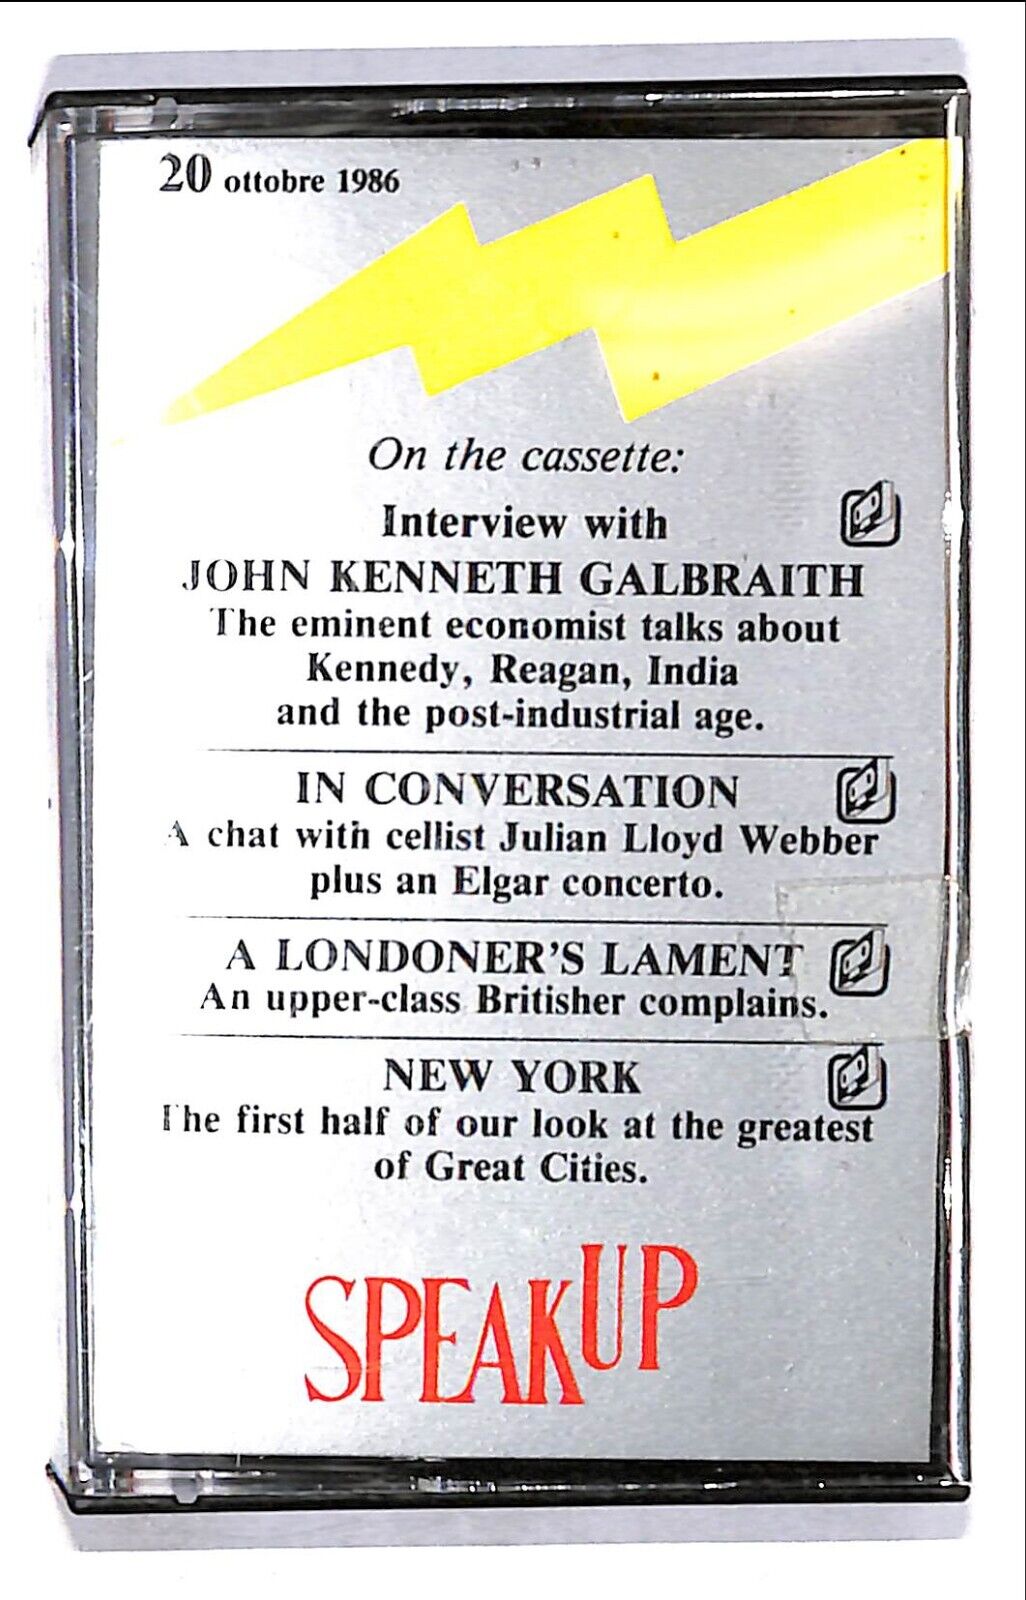 20 ottobre 1986
On the cassette:
Interview with
JOHN KENNETH GALBRAITH
The eminent economist talks about
Kennedy, Reagan, India
and the post-industrial age.
IN CONVERSATION
A chat with cellist Julian Lloyd Webber
plus an Elgar concerto.
A LONDONER'S LAMENT
An upper-class Britisher complains.
NEW YORK
The first half of our look at the greatest
of Great Cities.
SPEAKUP